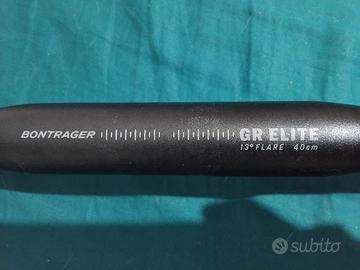 BONTRAGER GR ELITE
13° FLARE 40cm
subito